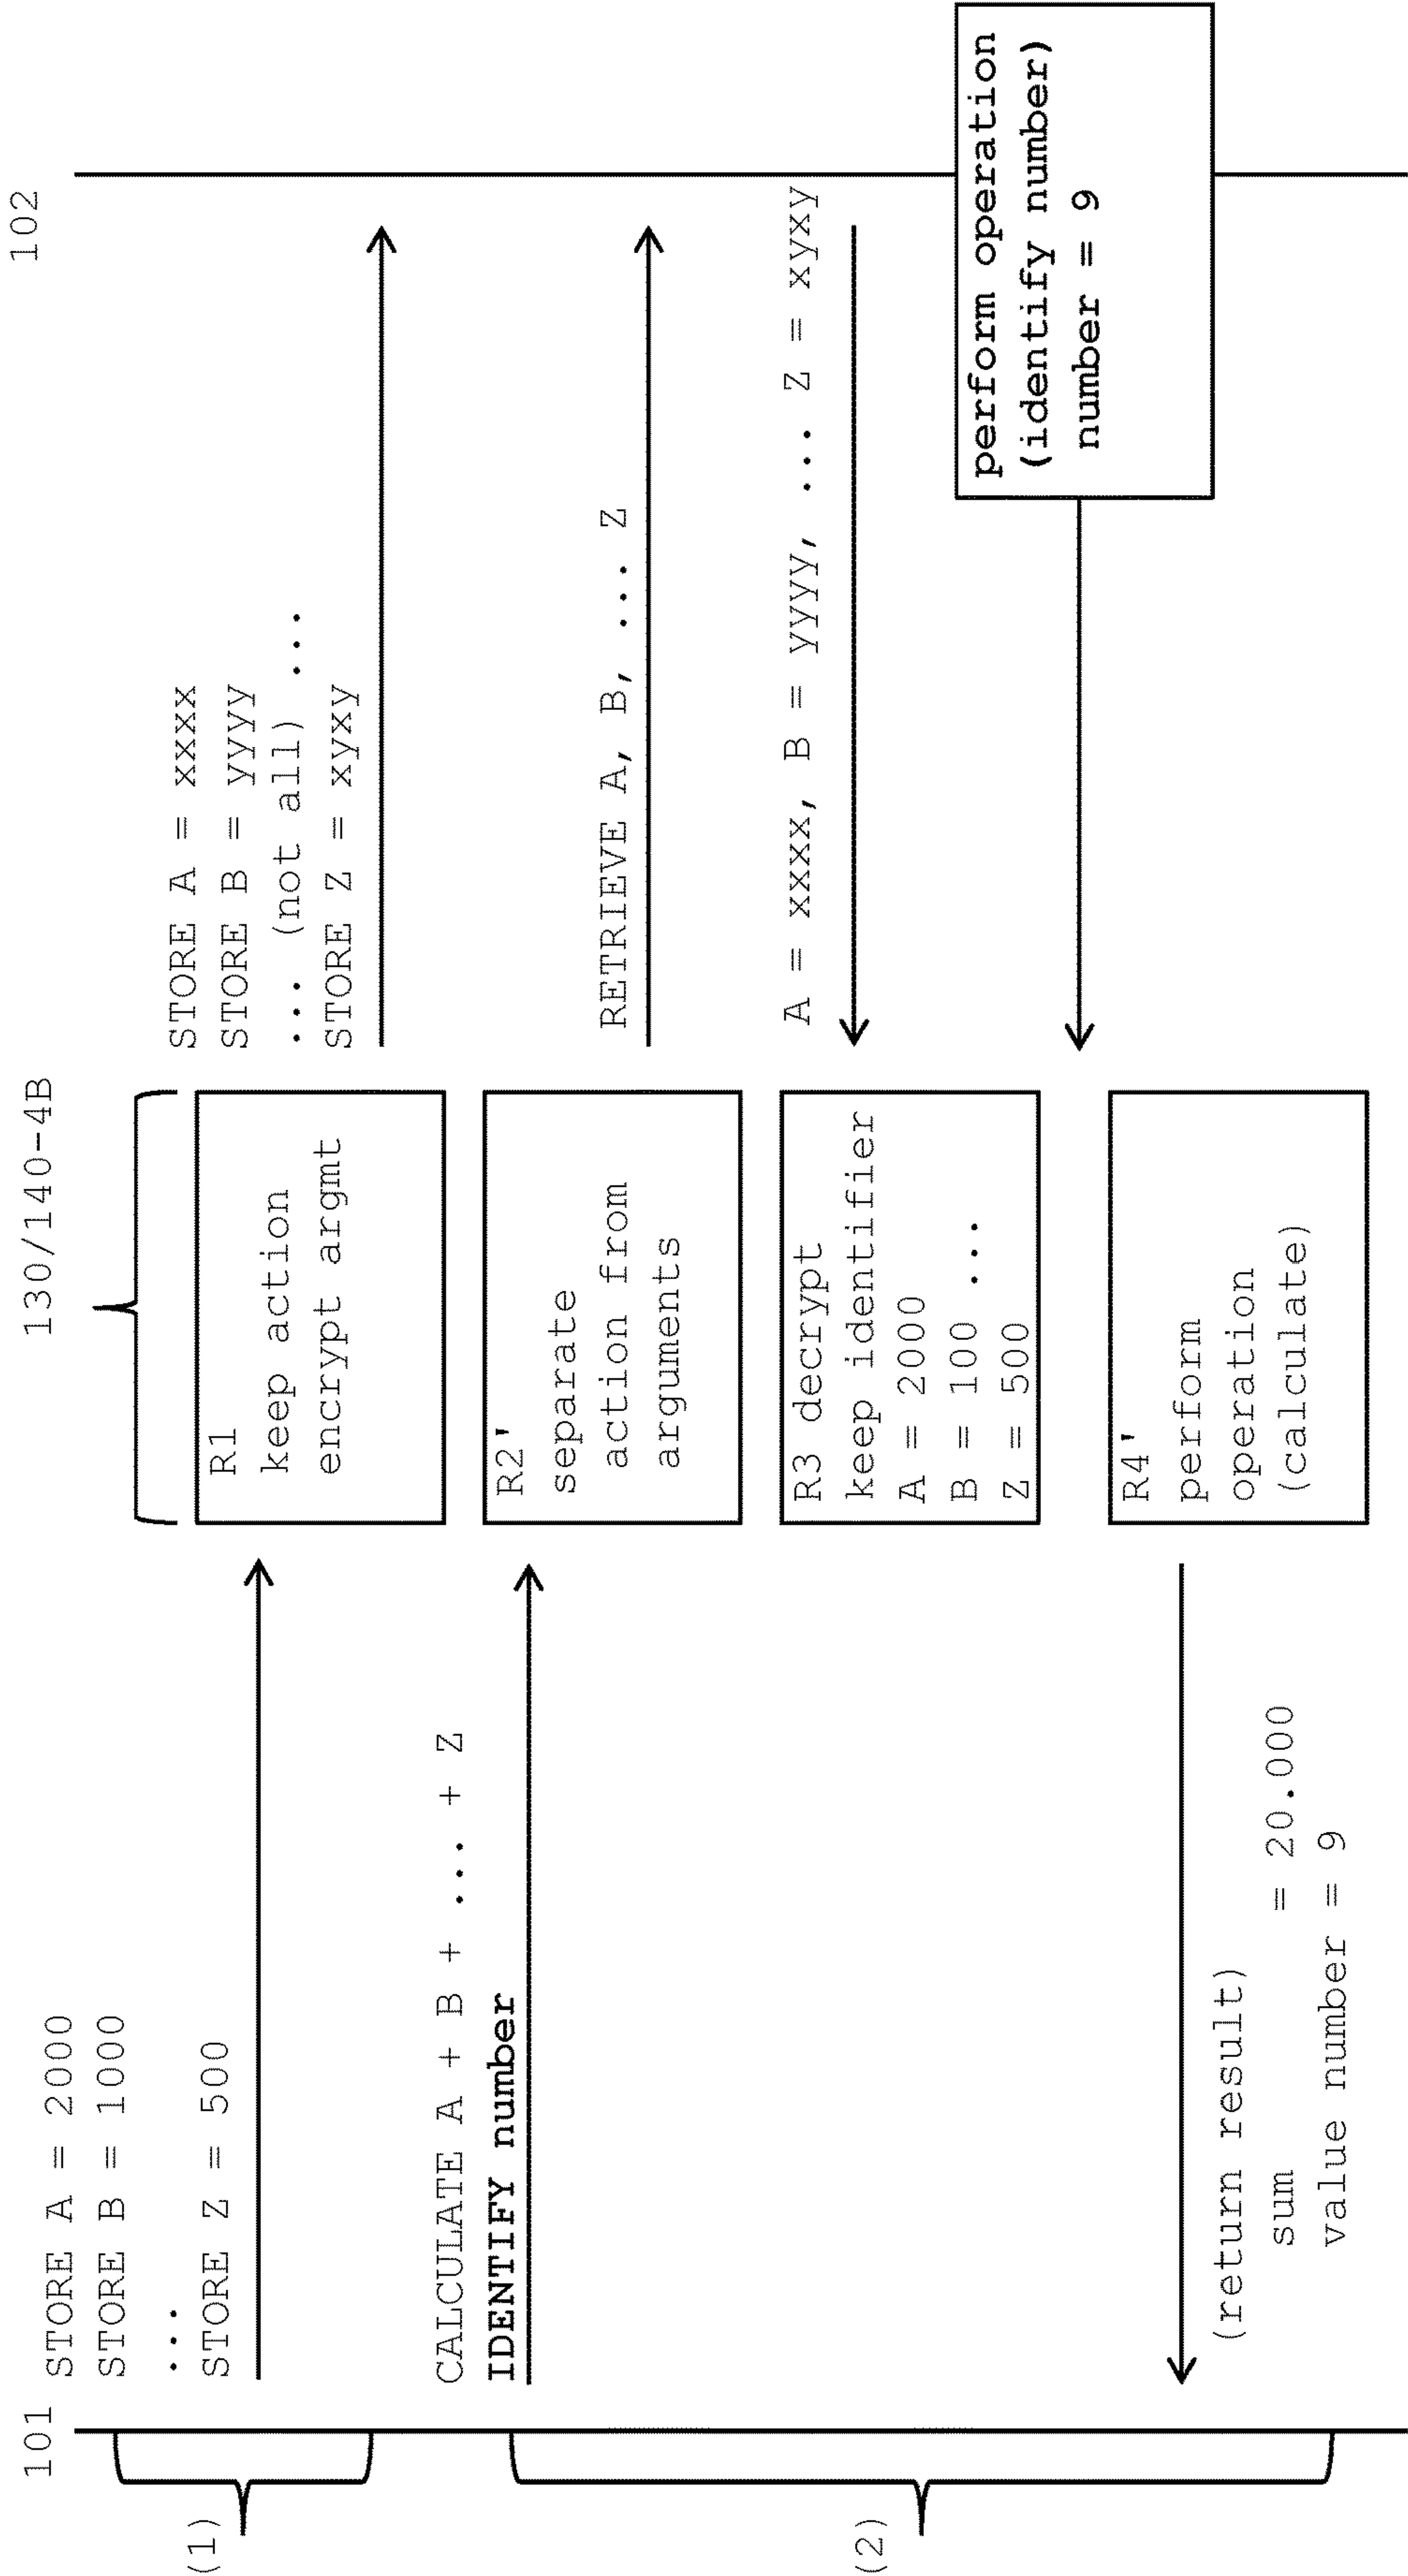 101
130/140-4B
102
(1)
STORE A = 2000
STORE B = 1000
...
STORE Z = 500
R1
keep action
encrypt argmt
STORE A = xxxx
STORE B = yyyy
... (not all) ...
STORE Z = xyxy
(2)
CALCULATE A + B + ... + Z
IDENTIFY number
R2'
separate
action from
arguments
RETRIEVE A, B, ... Z
R3 decrypt
keep identifier
A = 2000
B = 100 ...
Z = 500
A = xxxx, B = yyyy, ... Z = xyxy
perform operation
(identify number)
number = 9
R4'
perform
operation
(calculate)
(return result)
sum = 20.000
value number = 9